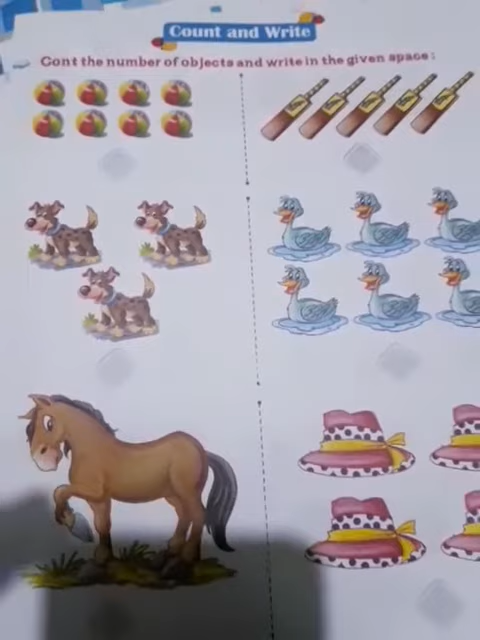 Count and Write
Cont the number of objects and write in the given space :